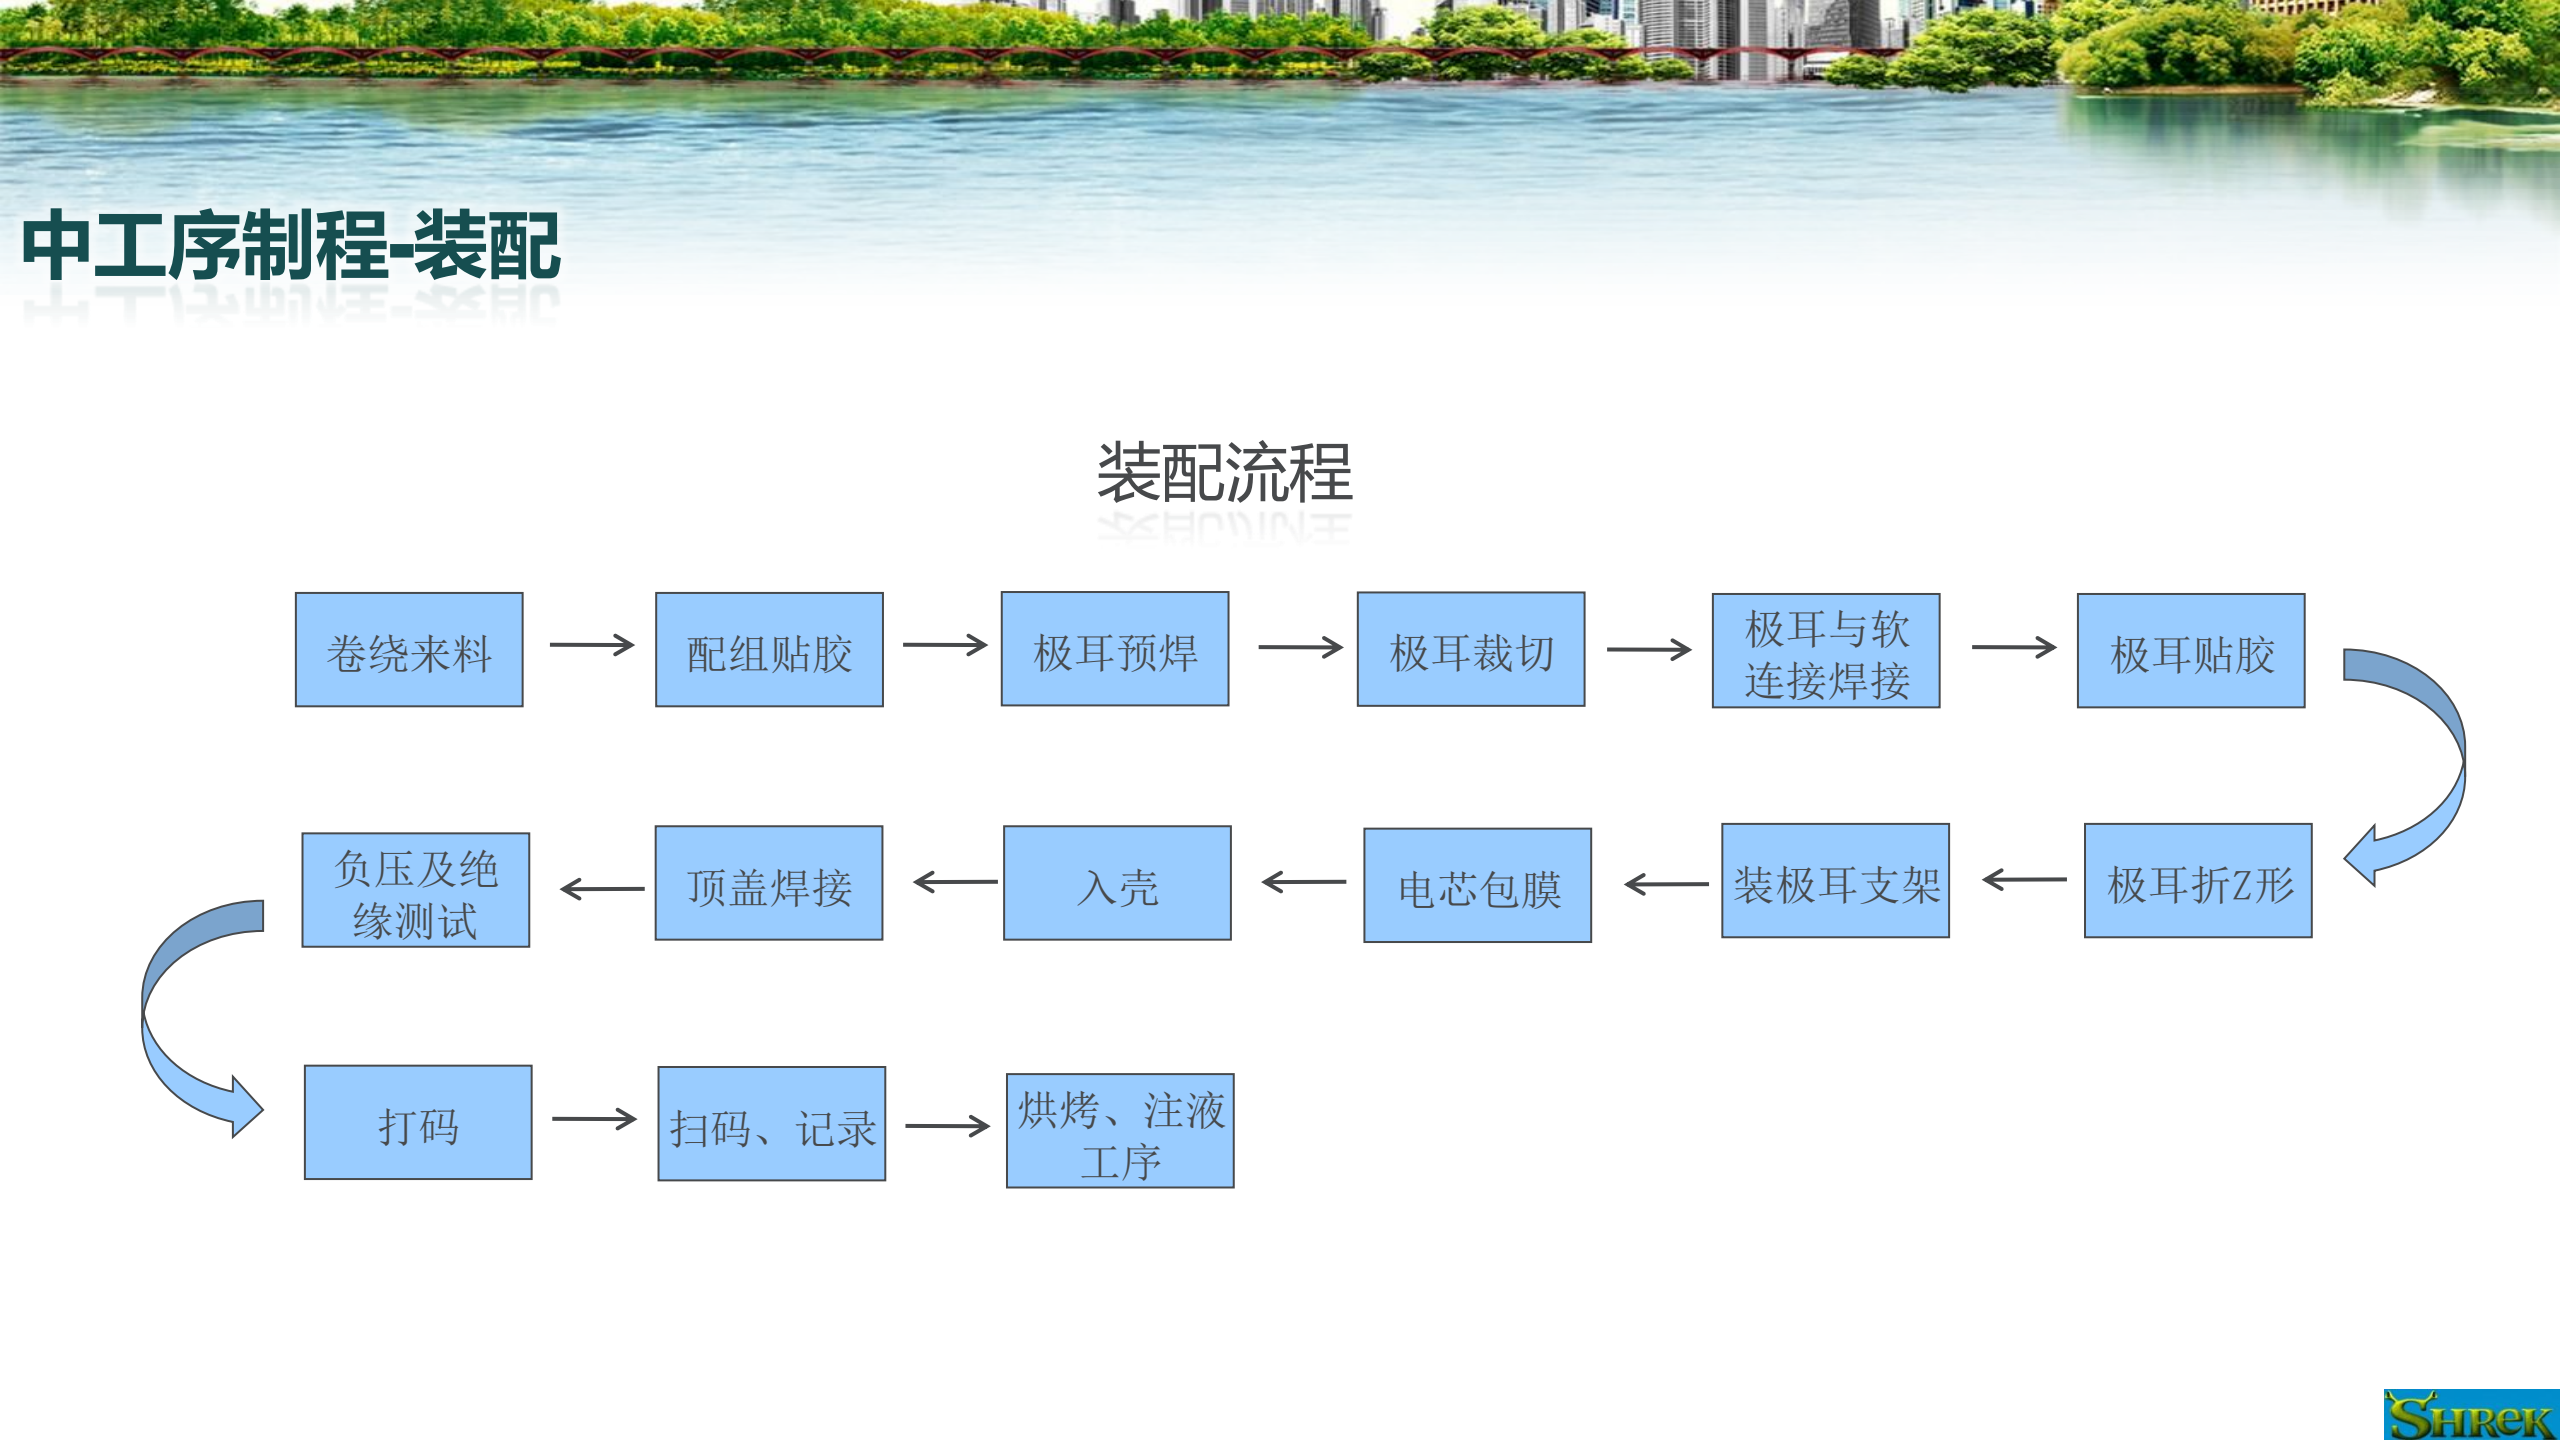 中工序制程-装配
装配流程
卷绕来料
配组贴胶
极耳预焊
极耳裁切
极耳与软
连接焊接
极耳贴胶
极耳折Z形
装极耳支架
电芯包膜
入壳
顶盖焊接
负压及绝
缘测试
打码
扫码、记录
烘烤、注液
工序
SHREK